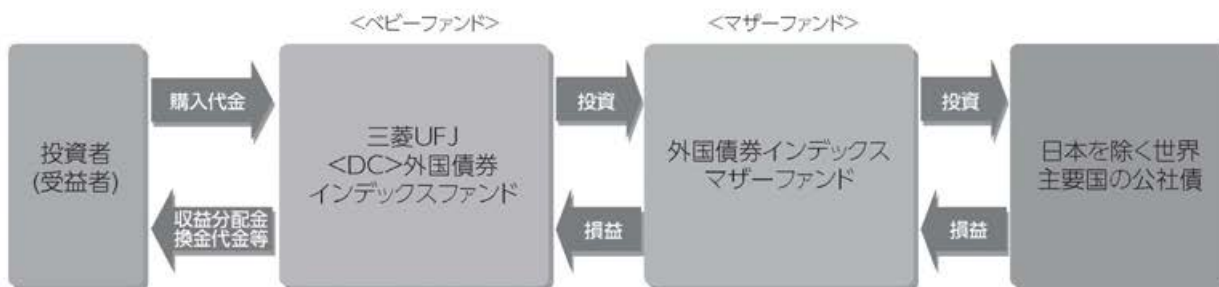 <ベビーファンド>
<マザーファンド>
投資者
(受益者)
購入代金
収益分配金
換金代金等
三菱UFJ
<DC>外国債券
インデックスファンド
投資
損益
外国債券インデックス
マザーファンド
投資
損益
日本を除く世界
主要国の公社債